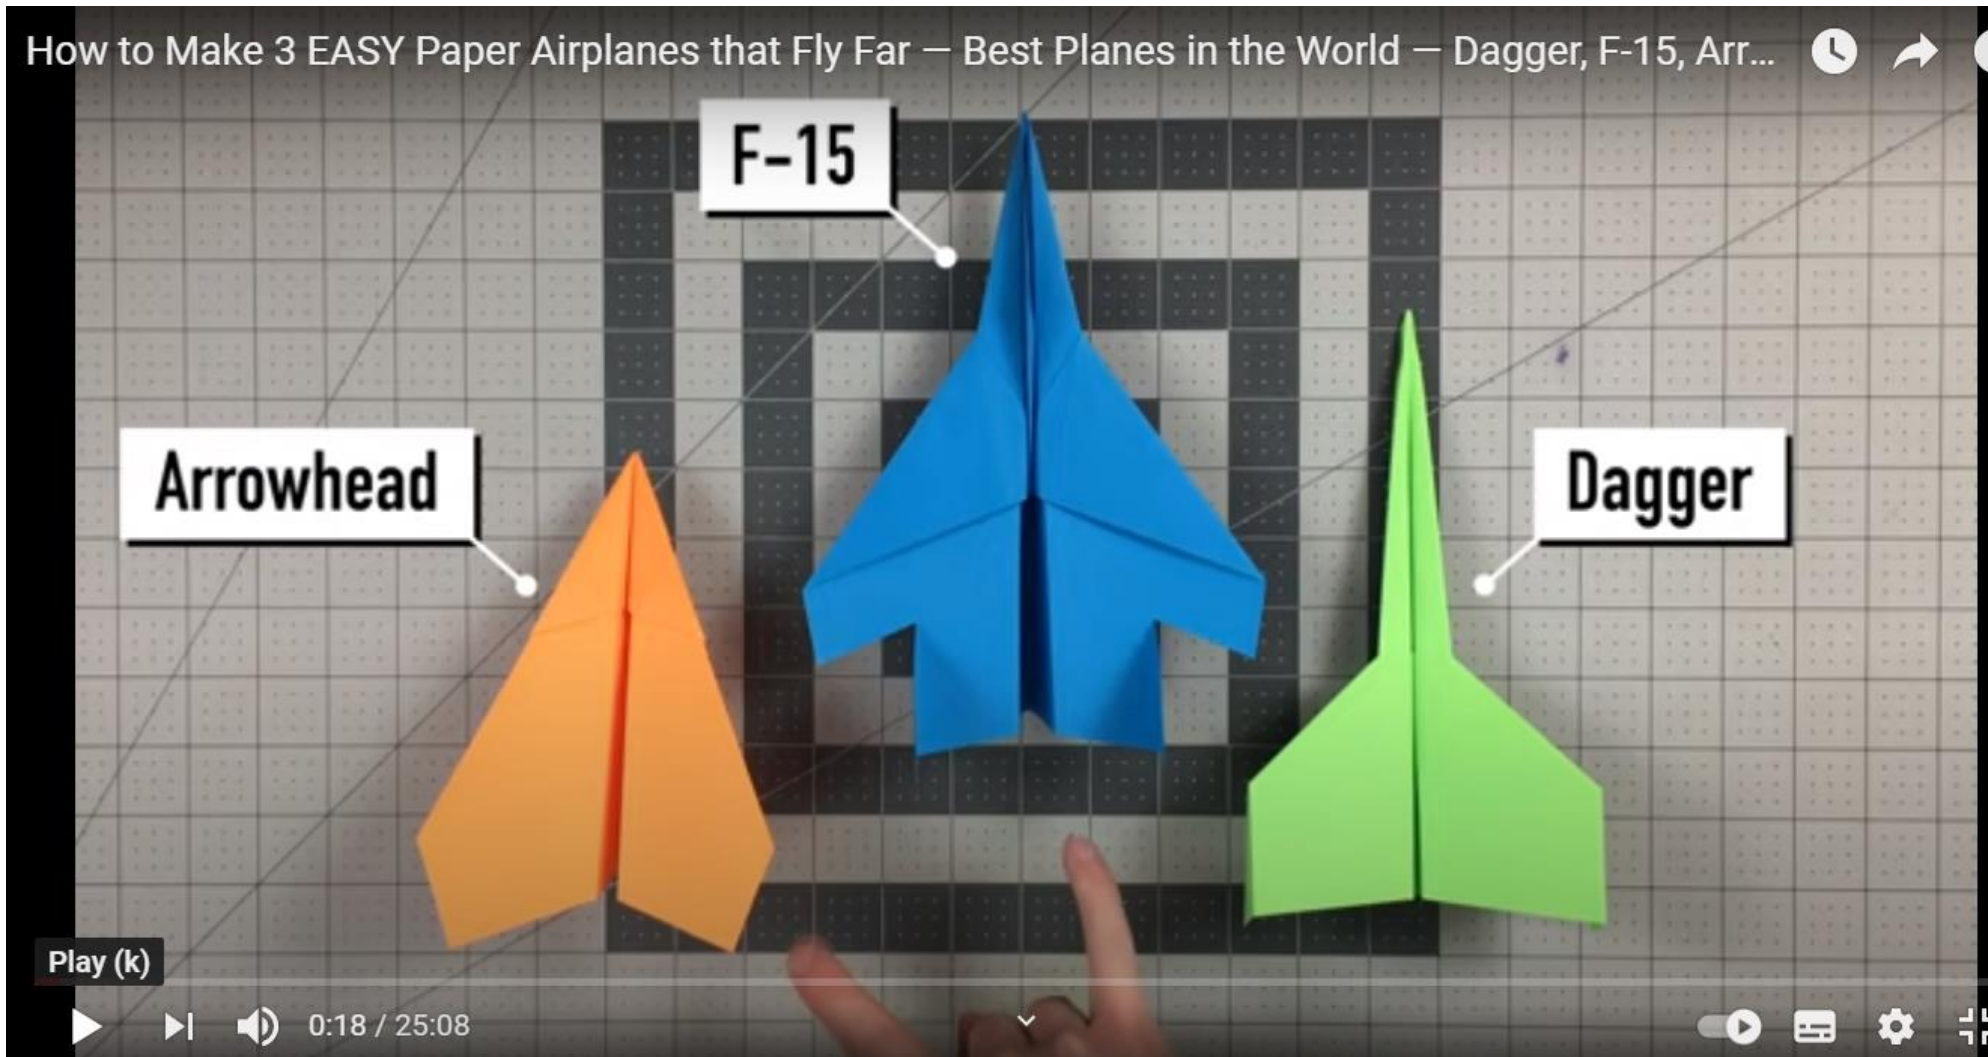 How to Make 3 EASY Paper Airplanes that Fly Far — Best Planes in the World — Dagger, F-15, Arr...
F-15
Arrowhead
Dagger
Play (k)
0:18 / 25:08